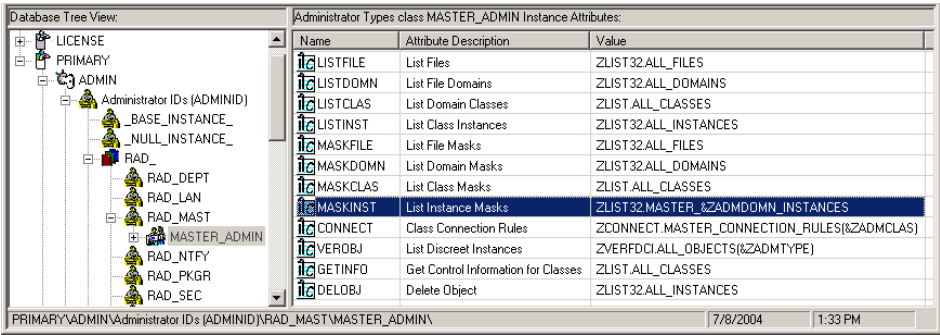 Database Tree View:
Administrator Types class MASTER_ADMIN Instance Attributes:
LICENSE
PRIMARY
ADMIN
Administrator IDs (ADMINID)
_BASE_INSTANCE_
_NULL_INSTANCE_
RAD_
RAD_DEPT
RAD_LAN
RAD_MAST
MASTER_ADMIN
RAD_NTFY
RAD_PKGR
RAD_SEC
Name Attribute Description Value
LISTFILE List Files ZLIST32.ALL_FILES
LISTDOMN List File Domains ZLIST32.ALL_DOMAINS
LISTCLAS List Domain Classes ZLIST.ALL_CLASSES
LISTINST List Class Instances ZLIST32.ALL_INSTANCES
MASKFILE List File Masks ZLIST32.ALL_FILES
MASKDOMN List Domain Masks ZLIST32.ALL_DOMAINS
MASKCLAS List Class Masks ZLIST.ALL_CLASSES
MASKINST List Instance Masks ZLIST32.MASTER_&ZADMDOMN_INSTANCES
CONNECT Class Connection Rules ZCONNECT.MASTER_CONNECTION_RULES(&ZADMCLAS)
VEROBJ List Discreet Instances ZVERFDCI.ALL_OBJECTS(&ZADMTYPE)
GETINFO Get Control Information for Classes ZLIST.ALL_CLASSES
DELOBJ Delete Object ZLIST32.ALL_INSTANCES
PRIMARY\ADMIN\Administrator IDs (ADMINID)\RAD_MAST\MASTER_ADMIN\ 7/8/2004 1:33 PM